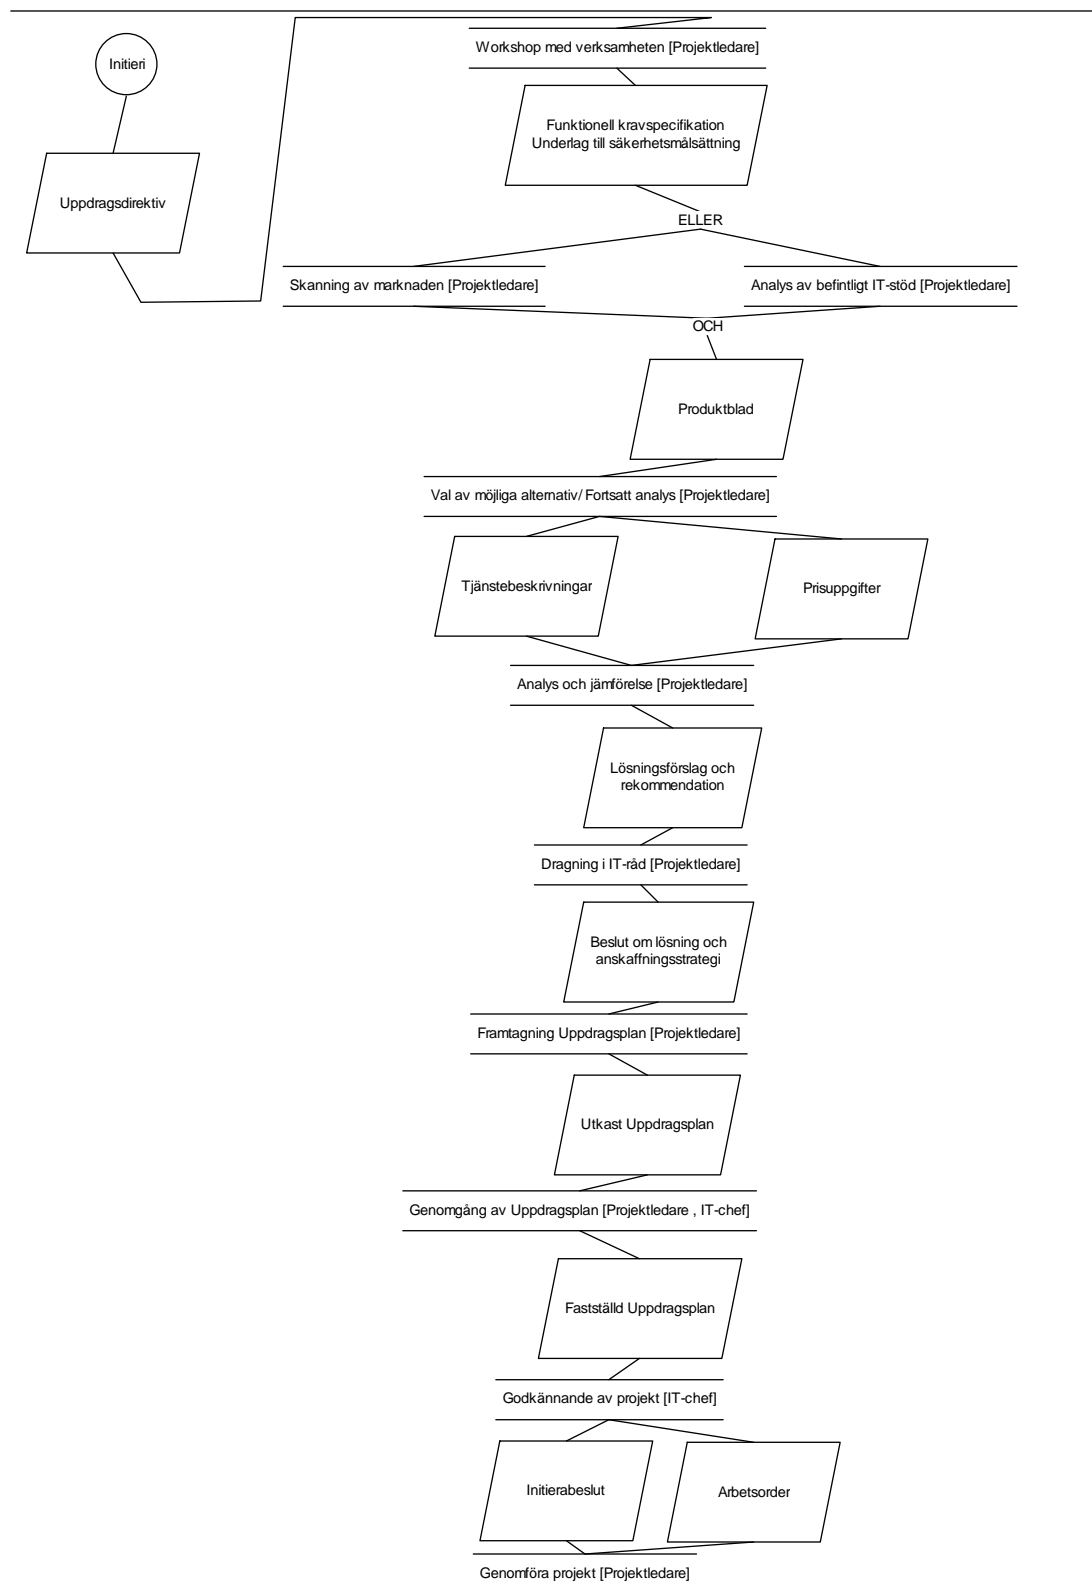 Initieri
Uppdragsdirektiv
Workshop med verksamheten [Projektledare]
Funktionell kravspecifikation
Underlag till säkerhetsmålsättning
ELLER
Skanning av marknaden [Projektledare]
Analys av befintligt IT-stöd [Projektledare]
OCH
Produktblad
Val av möjliga alternativ/ Fortsatt analys [Projektledare]
Tjänstebeskrivningar
Prisuppgifter
Analys och jämförelse [Projektledare]
Lösningsförslag och
rekommendation
Dragning i IT-råd [Projektledare]
Beslut om lösning och
anskaffningsstrategi
Framtagning Uppdragsplan [Projektledare]
Utkast Uppdragsplan
Genomgång av Uppdragsplan [Projektledare , IT-chef]
Fastställd Uppdragsplan
Godkännande av projekt [IT-chef]
Initierabeslut
Arbetsorder
Genomföra projekt [Projektledare]